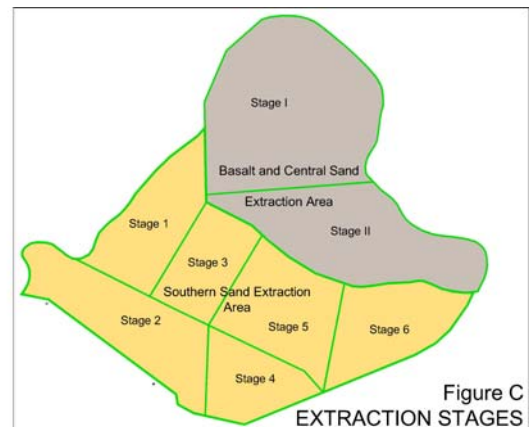 Stage I
Basalt and Central Sand
Extraction Area
Stage II
Stage 1
Stage 3
Southern Sand Extraction
Area
Stage 2
Stage 5
Stage 6
Stage 4
Figure C
EXTRACTION STAGES